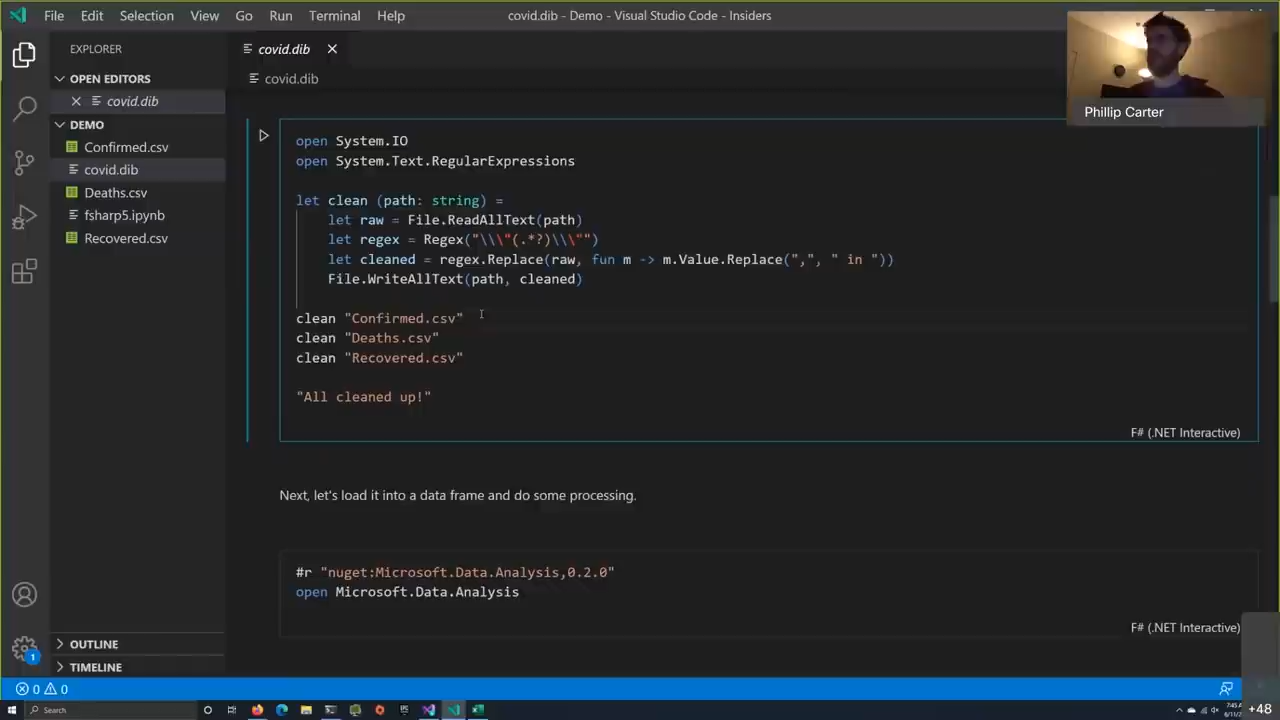 File Edit Selection View Go Run Terminal Help
covid.dib - Demo - Visual Studio Code - Insiders
Phillip Carter
EXPLORER
OPEN EDITORS
covid.dib
DEMO
Confirmed.csv
covid.dib
Deaths.csv
fsharp5.ipynb
Recovered.csv
OUTLINE
TIMELINE
covid.dib
covid.dib
open System.IO
open System.Text.RegularExpressions
let clean (path: string) =
let raw = File.ReadAllText(path)
let regex = Regex("\\\"(.*?)\\\"")
let cleaned = regex.Replace(raw, fun m -> m.Value.Replace(",", " in "))
File.WriteAllText(path, cleaned)
clean "Confirmed.csv"
clean "Deaths.csv"
clean "Recovered.csv"
"All cleaned up!"
F# (.NET Interactive)
Next, let's load it into a data frame and do some processing.
#r "nuget:Microsoft.Data.Analysis,0.2.0"
open Microsoft.Data.Analysis
F# (.NET Interactive)
1
0 0
Search
7:45
+48